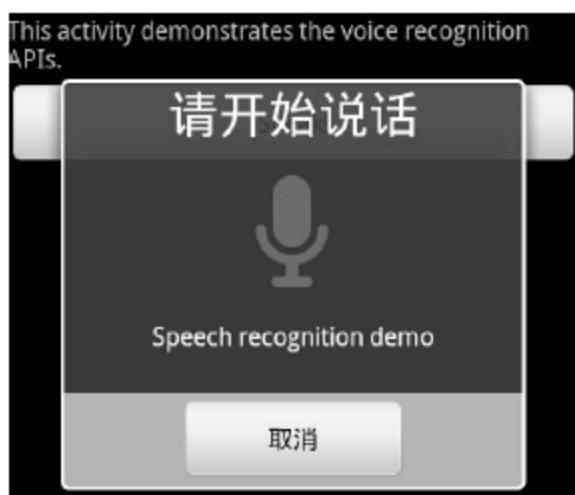 This activity demonstrates the voice recognition
APIs.
请开始说话
Speech recognition demo
取消